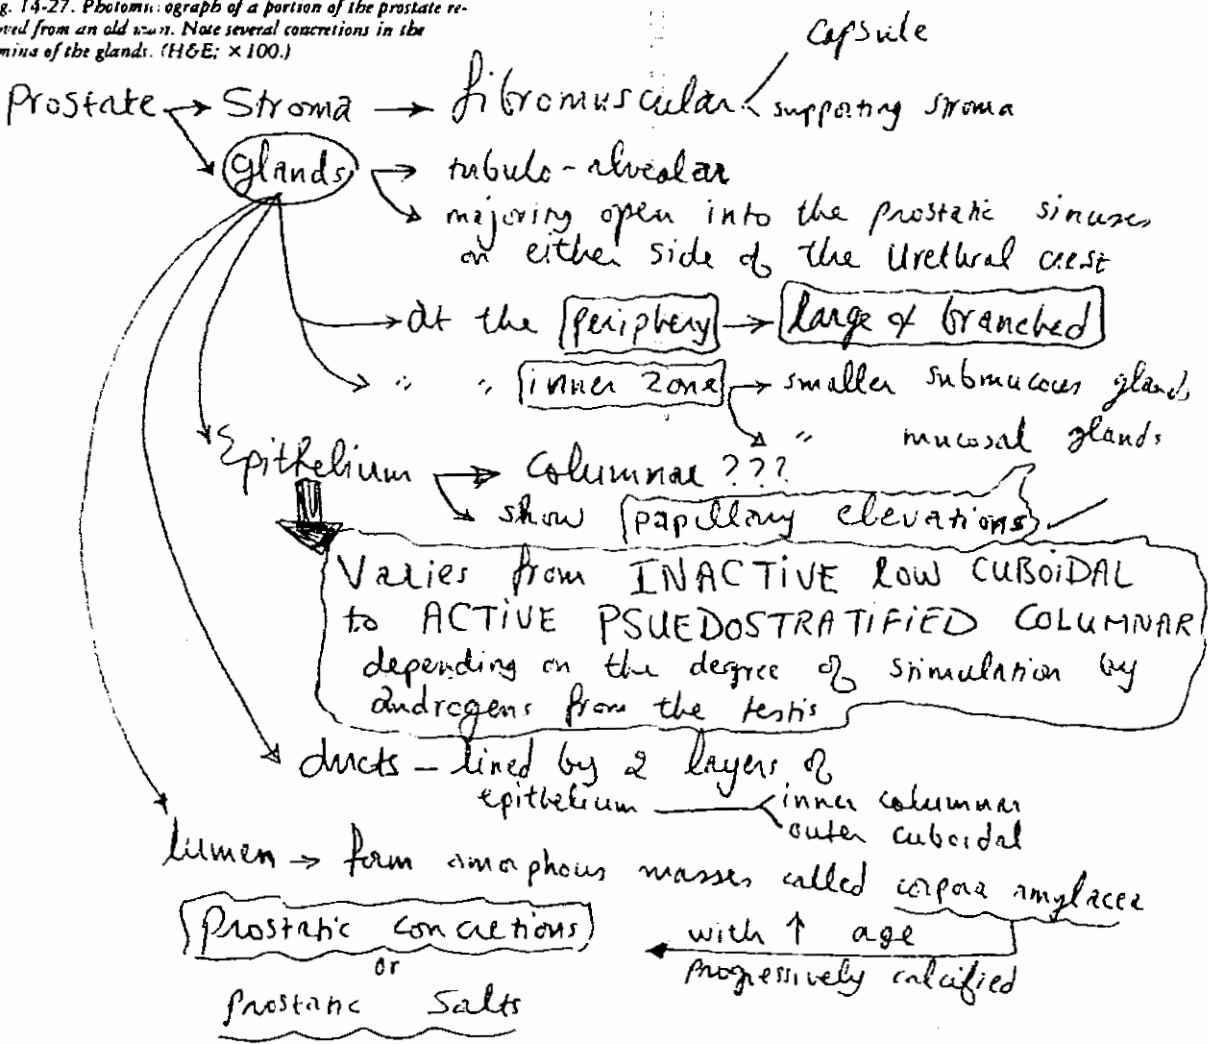 g. 14-27. Photomicrograph of a portion of the prostate re-
ved from an old man. Note several concretions in the
mina of the glands. (H&E; ×100.)
capsule
Prostate → Stroma → fibromuscular
supporting stroma
glands → tubulo-alveolar
majoring open into the prostatic sinuses
on either side of the Urethral crest
→ at the periphery → large & branched
→ " " inner zone → smaller submucous glands
" mucosal glands
Epithelium → columnar ???
show papillary elevations
Varies from INACTIVE low CUBOIDAL
to ACTIVE PSUEDOSTRATIFIED COLUMNAR
depending on the degree of stimulation by
androgens from the testis
ducts – lined by 2 layers of
epithelium
inner columnar
outer cuboidal
lumen → form amorphous masses called corpora amylacea
Prostatic concretions
with ↑ age
or
progressively calcified
Prostatic Salts